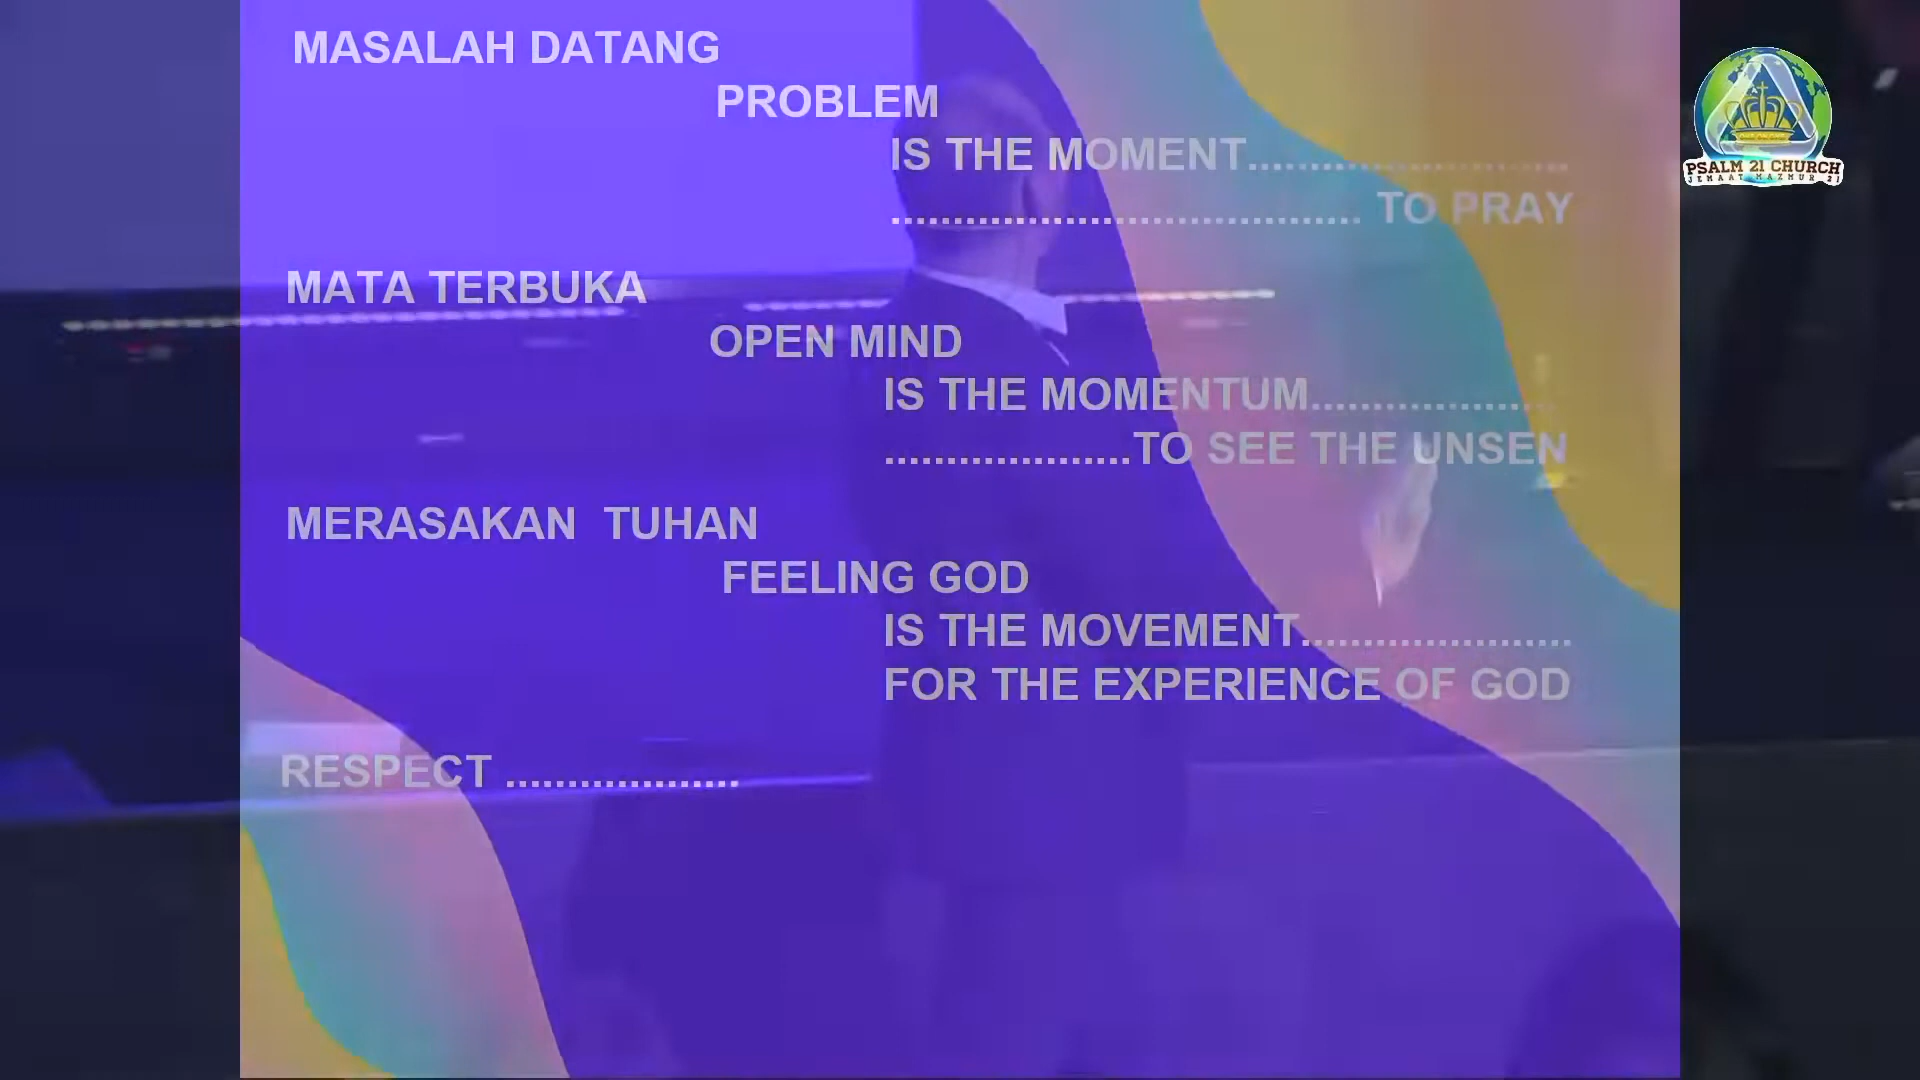 MASALAH DATANG
PROBLEM
IS THE MOMENT..........................
...................................... TO PRAY
MATA TERBUKA
OPEN MIND
IS THE MOMENTUM....................
....................TO SEE THE UNSEN
MERASAKAN TUHAN
FEELING GOD
IS THE MOVEMENT......................
FOR THE EXPERIENCE OF GOD
RESPECT ...................
PSALM 21 CHURCH
JEMAAT MAZMUR 21